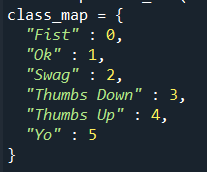 class_map = {
"Fist" : 0,
"Ok" : 1,
"Swag" : 2,
"Thumbs Down" : 3,
"Thumbs Up" : 4,
"Yo" : 5
}